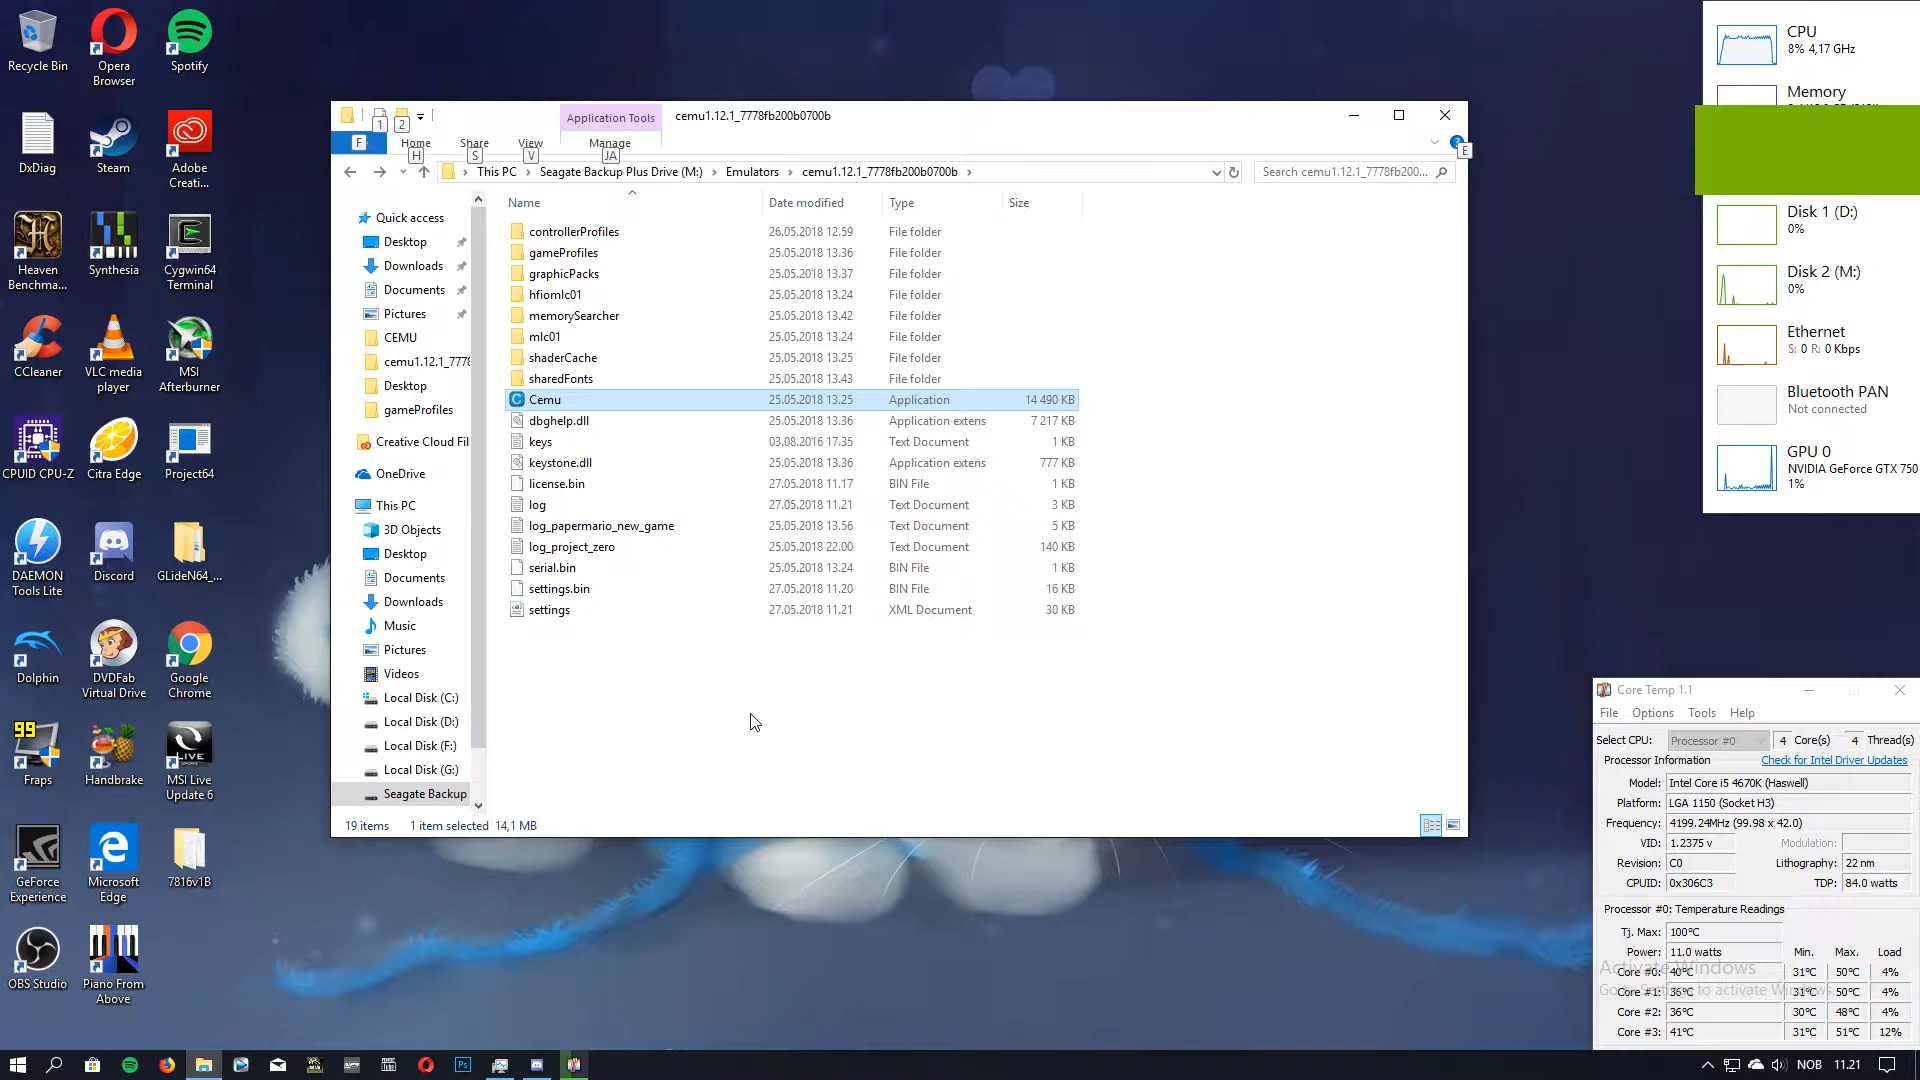 Recycle Bin
Opera Browser
Spotify
DxDiag
Steam
Adobe Creati...
Heaven Benchma...
Synthesia
Cygwin64 Terminal
CCleaner
VLC media player
MSI Afterburner
CPUID CPU-Z
Citra Edge
Project64
DAEMON Tools Lite
Discord
GLideN64_...
Dolphin
DVDFab Virtual Drive
Google Chrome
99
Fraps
Handbrake
LIVE
MSI Live Update 6
GeForce Experience
Microsoft Edge
7816v1B
OBS Studio
Piano From Above
1
2
Application Tools
cemu1.12.1_7778fb200b0700b
F
Home
Share
View
Manage
H
S
V
JA
E
This PC
Seagate Backup Plus Drive (M:)
Emulators
cemu1.12.1_7778fb200b0700b
Search cemu1.12.1_7778fb200...
Quick access
Desktop
Downloads
Documents
Pictures
CEMU
cemu1.12.1_7778
Desktop
gameProfiles
Creative Cloud Fil
OneDrive
This PC
3D Objects
Desktop
Documents
Downloads
Music
Pictures
Videos
Local Disk (C:)
Local Disk (D:)
Local Disk (F:)
Local Disk (G:)
Seagate Backup
Name Date modified Type Size
controllerProfiles 26.05.2018 12.59 File folder
gameProfiles 25.05.2018 13.36 File folder
graphicPacks 25.05.2018 13.37 File folder
hfiomlc01 25.05.2018 13.24 File folder
memorySearcher 25.05.2018 13.42 File folder
mlc01 25.05.2018 13.24 File folder
shaderCache 25.05.2018 13.25 File folder
sharedFonts 25.05.2018 13.43 File folder
Cemu 25.05.2018 13.25 Application 14 490 KB
dbghelp.dll 25.05.2018 13.36 Application extens 7 217 KB
keys 03.08.2016 17.35 Text Document 1 KB
keystone.dll 25.05.2018 13.36 Application extens 777 KB
license.bin 27.05.2018 11.17 BIN File 1 KB
log 27.05.2018 11.21 Text Document 3 KB
log_papermario_new_game 25.05.2018 13.56 Text Document 5 KB
log_project_zero 25.05.2018 22.00 Text Document 140 KB
serial.bin 25.05.2018 13.24 BIN File 1 KB
settings.bin 27.05.2018 11.20 BIN File 16 KB
settings 27.05.2018 11.21 XML Document 30 KB
19 items 1 item selected 14,1 MB
CPU
8% 4,17 GHz
Memory
Disk 1 (D:)
0%
Disk 2 (M:)
0%
Ethernet
S: 0 R: 0 Kbps
Bluetooth PAN
Not connected
GPU 0
NVIDIA GeForce GTX 750
1%
Core Temp 1.1
File Options Tools Help
Select CPU: Processor #0 4 Core(s) 4 Thread(s)
Processor Information Check for Intel Driver Updates
Model: Intel Core i5 4670K (Haswell)
Platform: LGA 1150 (Socket H3)
Frequency: 4199.24MHz (99.98 x 42.0)
VID: 1.2375 v Modulation:
Revision: C0 Lithography: 22 nm
CPUID: 0x306C3 TDP: 84.0 watts
Processor #0: Temperature Readings
Tj. Max: 100°C
Power: 11.0 watts Min. Max. Load
Activate Windows
Core #0: 40°C 31°C 50°C 4%
Go to Settings to activate Windows.
Core #1: 36°C 31°C 50°C 4%
Core #2: 36°C 30°C 48°C 4%
Core #3: 41°C 31°C 51°C 12%
Ps
NOB 11.21